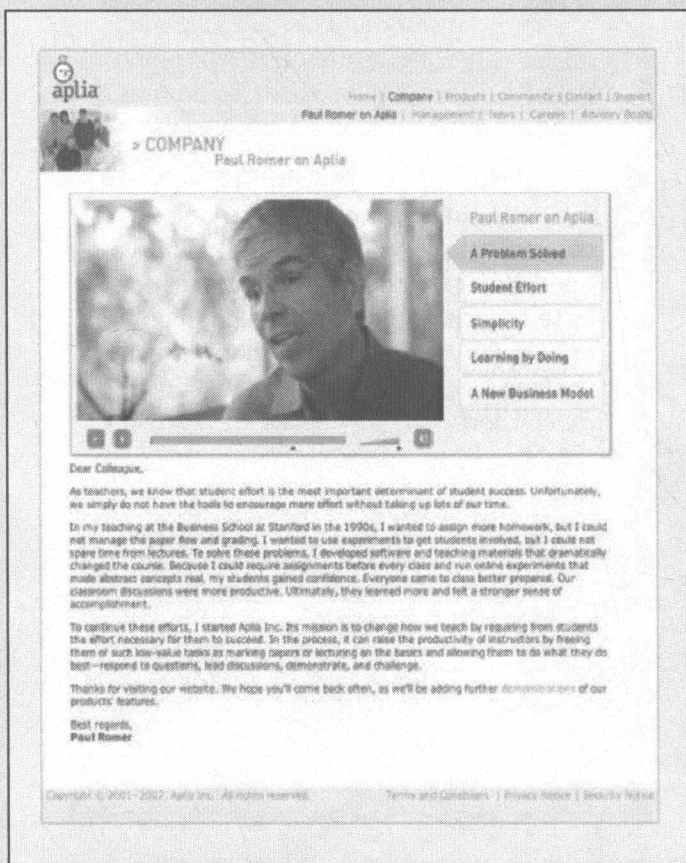 aplia
Home | Company | Products | Community | Contact | Support
Paul Romer on Aplia | Management | News | Careers | Advisory Board
> COMPANY
Paul Romer on Aplia
Paul Romer on Aplia
A Problem Solved
Student Effort
Simplicity
Learning by Doing
A New Business Model
Dear Colleague,
As teachers, we know that student effort is the most important determinant of student success. Unfortunately,
we simply do not have the tools to encourage more effort without taking up lots of our time.
In my teaching at the Business School at Stanford in the 1990s, I wanted to assign more homework, but I could
not manage the paper flow and grading. I wanted to use experiments to get students involved, but I could not
spare time from lectures. To solve these problems, I developed software and teaching materials that dramatically
changed the course. Because I could require assignments before every class and run online experiments that
made abstract concepts real, my students gained confidence. Everyone came to class better prepared. Our
classroom discussions were more productive. Ultimately, they learned more and felt a stronger sense of
accomplishment.
To continue these efforts, I started Aplia Inc. Its mission is to change how we teach by requiring from students
the effort necessary for them to succeed. In the process, it can raise the productivity of instructors by freeing
them of such low-value tasks as marking papers or lecturing on the basics and allowing them to do what they do
best—respond to questions, lead discussions, demonstrate, and challenge.
Thanks for visiting our website. We hope you'll come back often, as we'll be adding further demonstrations of our
products' features.
Best regards,
Paul Romer
Copyright © 2001-2007. Aplia Inc. All rights reserved.
Terms and Conditions | Privacy Notice | Security Notice